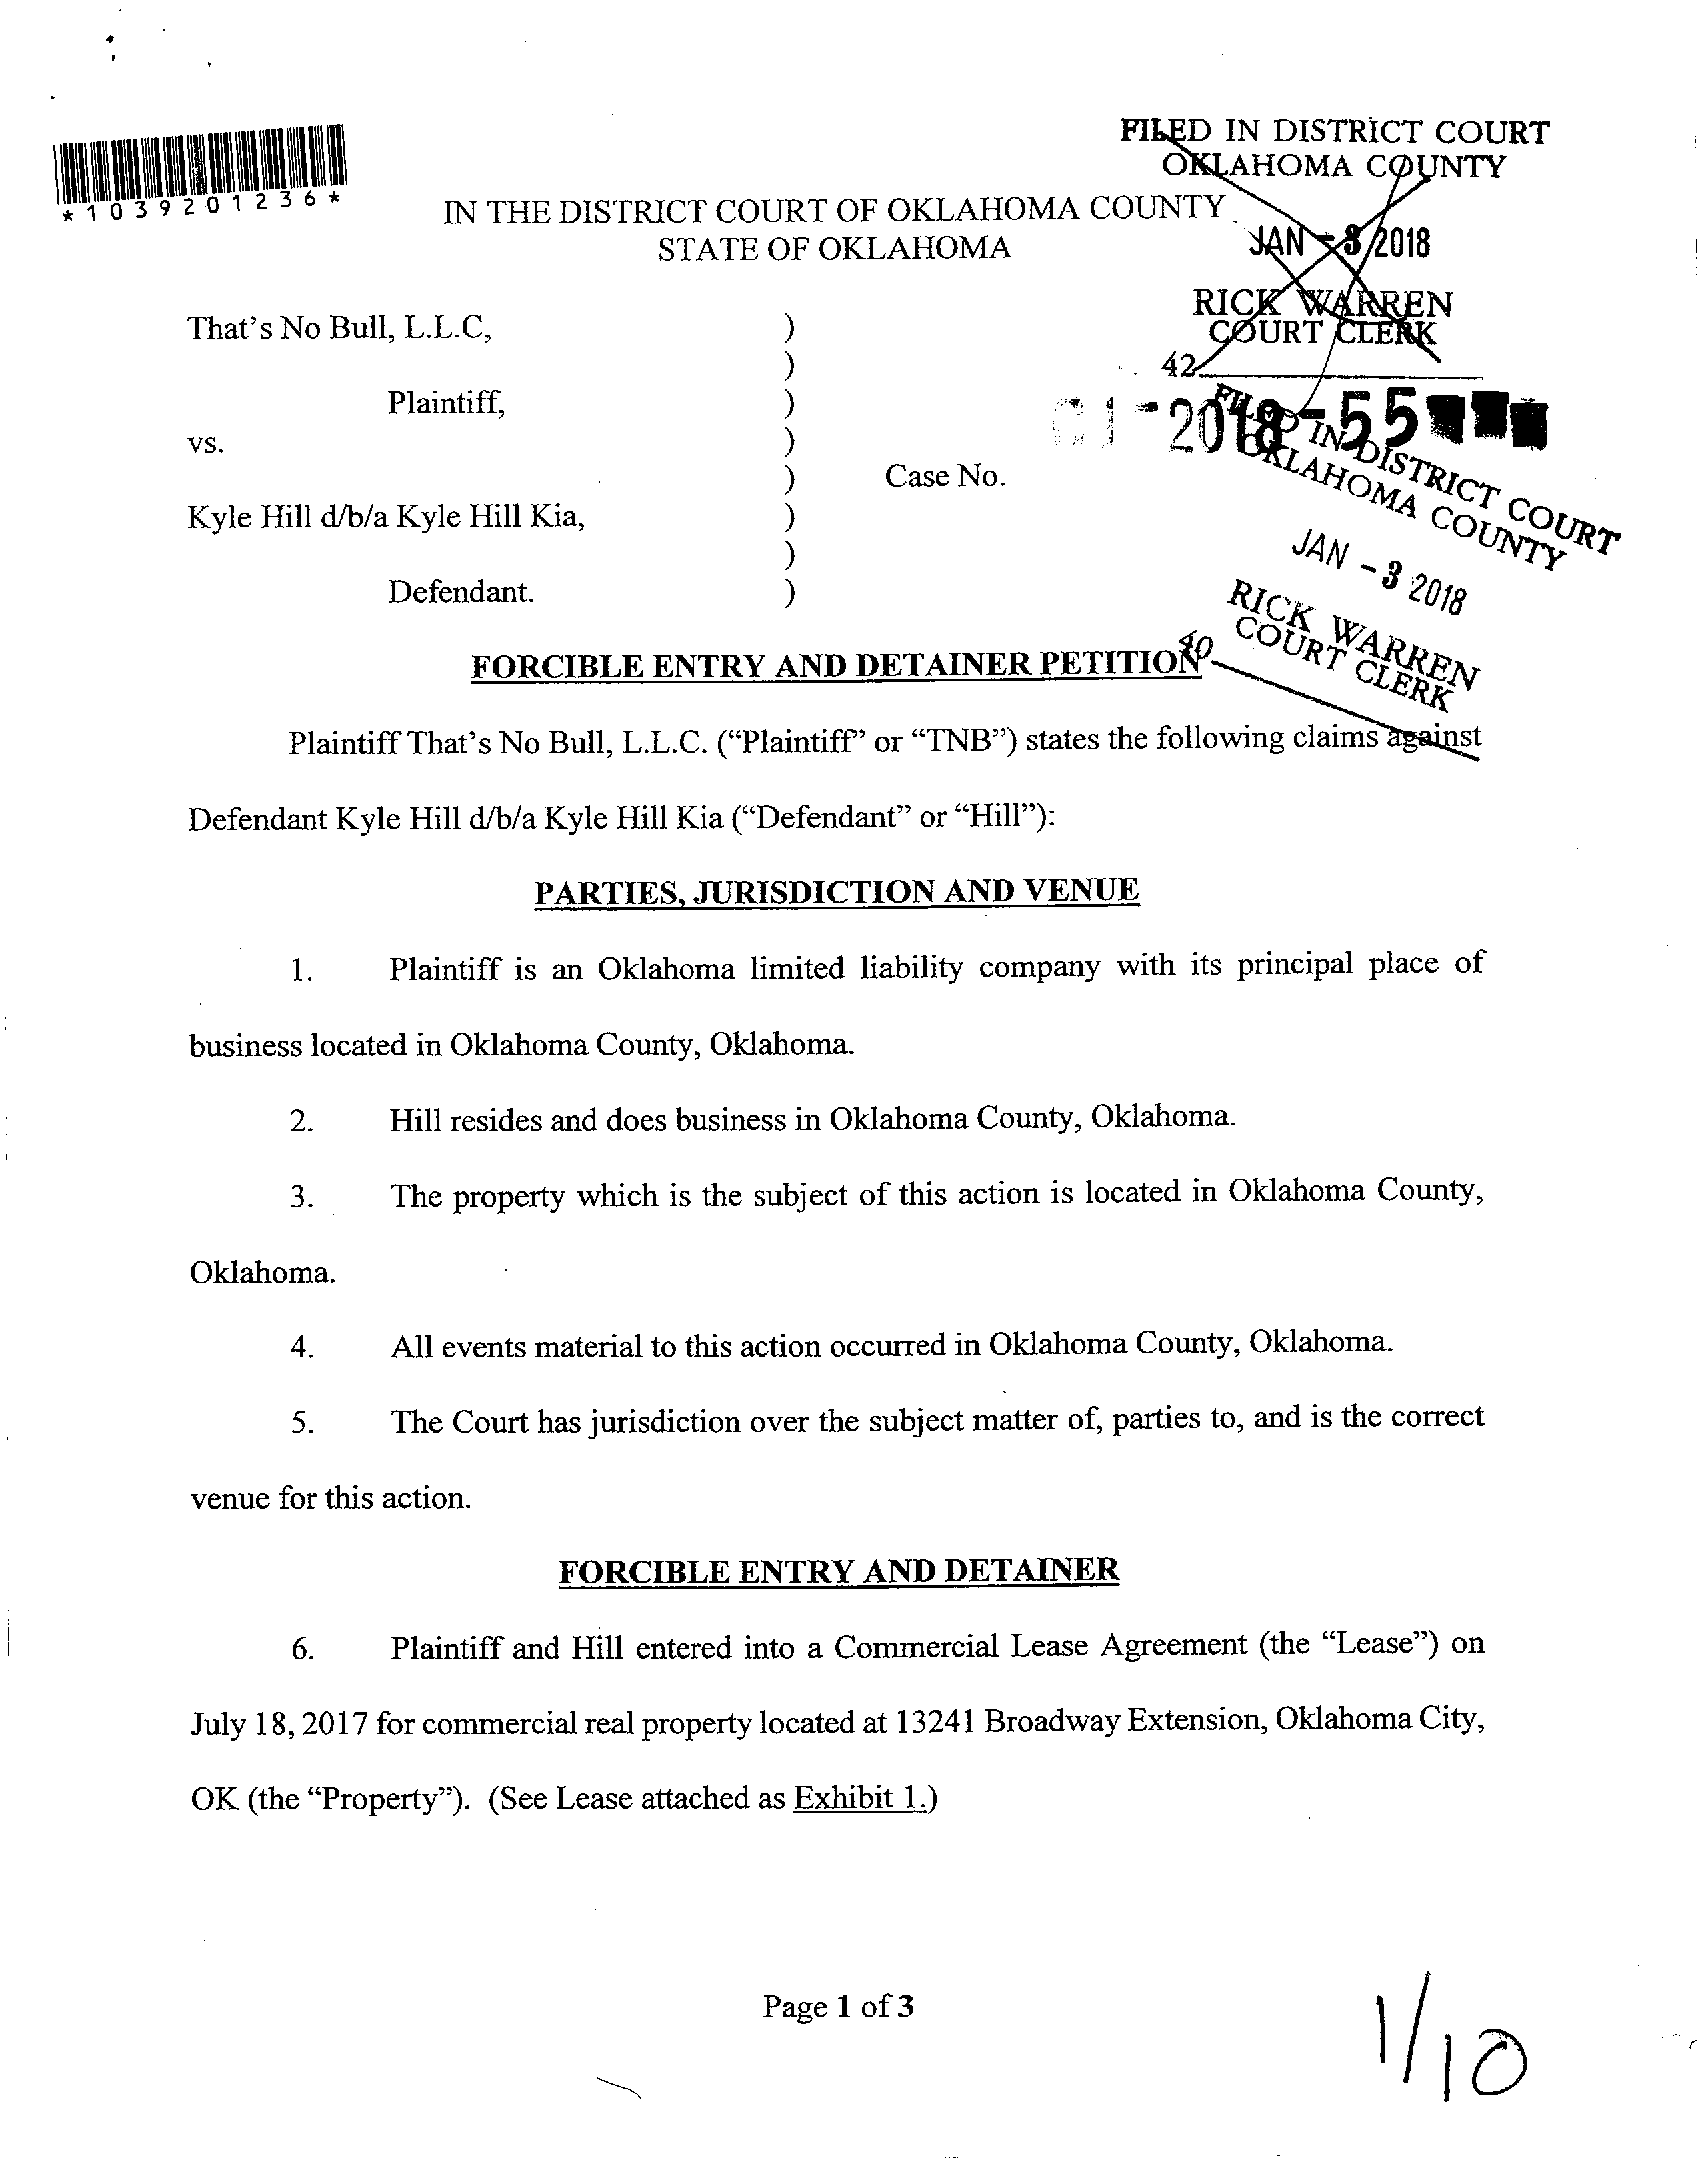 *1039201236*
FILED IN DISTRICT COURT
OKLAHOMA COUNTY
JAN - 3 2018
RICK WARREN
COURT CLERK
42
IN THE DISTRICT COURT OF OKLAHOMA COUNTY
STATE OF OKLAHOMA
That's No Bull, L.L.C, )
)
Plaintiff, )
vs. )
) Case No.
Kyle Hill d/b/a Kyle Hill Kia, )
)
Defendant. )
-2018-55
FILED IN DISTRICT COURT
OKLAHOMA COUNTY
JAN - 3 2018
RICK WARREN
COURT CLERK
40
FORCIBLE ENTRY AND DETAINER PETITION
Plaintiff That's No Bull, L.L.C. (“Plaintiff” or “TNB”) states the following claims against
Defendant Kyle Hill d/b/a Kyle Hill Kia (“Defendant” or “Hill”):
PARTIES, JURISDICTION AND VENUE
1. Plaintiff is an Oklahoma limited liability company with its principal place of
business located in Oklahoma County, Oklahoma.
2. Hill resides and does business in Oklahoma County, Oklahoma.
3. The property which is the subject of this action is located in Oklahoma County,
Oklahoma.
4. All events material to this action occurred in Oklahoma County, Oklahoma.
5. The Court has jurisdiction over the subject matter of, parties to, and is the correct
venue for this action.
FORCIBLE ENTRY AND DETAINER
6. Plaintiff and Hill entered into a Commercial Lease Agreement (the “Lease”) on
July 18, 2017 for commercial real property located at 13241 Broadway Extension, Oklahoma City,
OK (the “Property”). (See Lease attached as Exhibit 1.)
Page 1 of 3
1/10